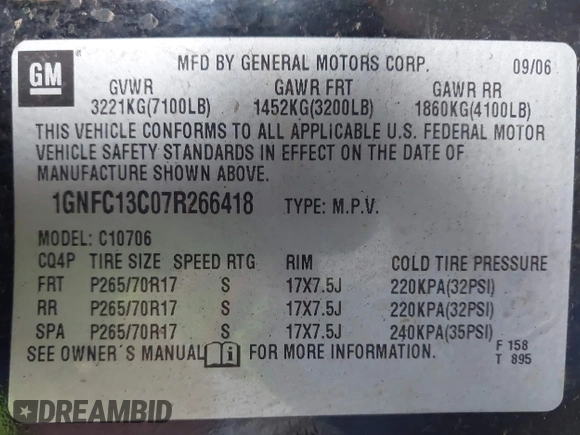 GM
MFD BY GENERAL MOTORS CORP. 09/06
GVWR GAWR FRT GAWR RR
3221KG(7100LB) 1452KG(3200LB) 1860KG(4100LB)
THIS VEHICLE CONFORMS TO ALL APPLICABLE U.S. FEDERAL MOTOR
VEHICLE SAFETY STANDARDS IN EFFECT ON THE DATE OF
MANUFACTURE SHOWN ABOVE.
1GNFC13C07R266418 TYPE: M.P.V.
MODEL: C10706
CQ4P TIRE SIZE SPEED RTG RIM COLD TIRE PRESSURE
FRT P265/70R17 S 17X7.5J 220KPA(32PSI)
RR P265/70R17 S 17X7.5J 220KPA(32PSI)
SPA P265/70R17 S 17X7.5J 240KPA(35PSI)
SEE OWNER'S MANUAL i FOR MORE INFORMATION. F 158
T 895
DREAMBID